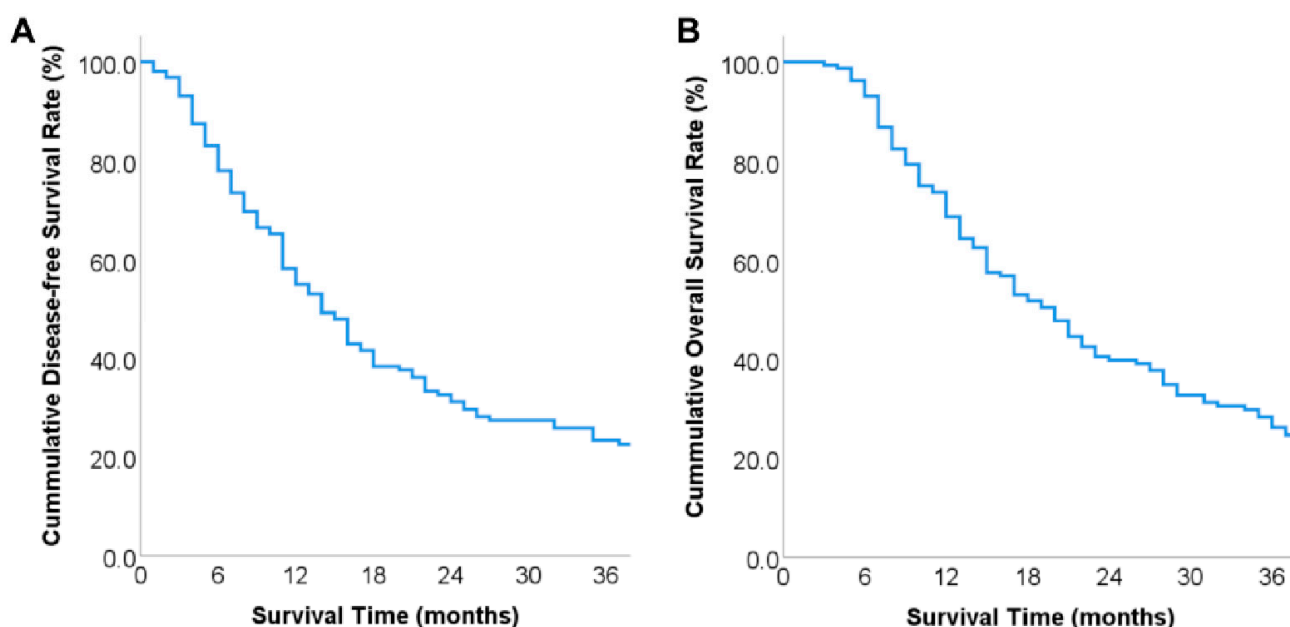 A
Cummulative Disease-free Survival Rate (%)
100.0
80.0
60.0
40.0
20.0
0.0
0 6 12 18 24 30 36
Survival Time (months)
B
Cummulative Overall Survival Rate (%)
100.0
80.0
60.0
40.0
20.0
0.0
0 6 12 18 24 30 36
Survival Time (months)